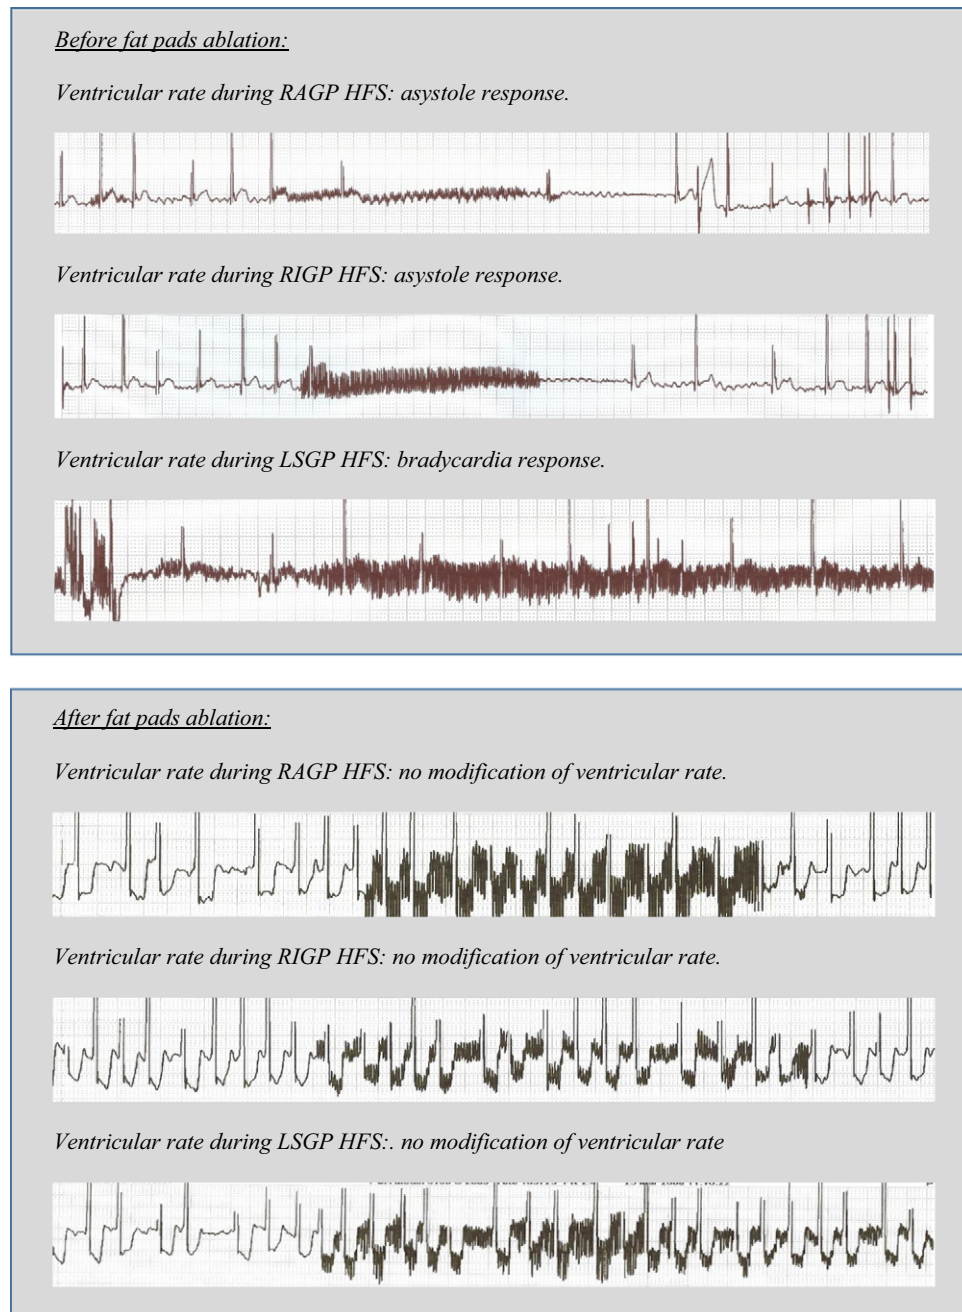 Before fat pads ablation:
Ventricular rate during RAGP HFS: asystole response.
Ventricular rate during RIGP HFS: asystole response.
Ventricular rate during LSGP HFS: bradycardia response.
After fat pads ablation:
Ventricular rate during RAGP HFS: no modification of ventricular rate.
Ventricular rate during RIGP HFS: no modification of ventricular rate.
Ventricular rate during LSGP HFS:. no modification of ventricular rate